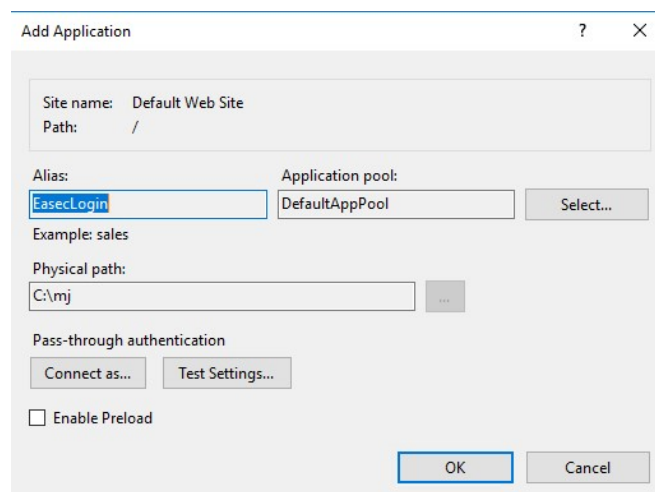 Add Application
Site name: Default Web Site
Path: /
Alias: Application pool:
EasecLogin DefaultAppPool Select...
Example: sales
Physical path:
C:\mj ...
Pass-through authentication
Connect as... Test Settings...
Enable Preload
OK Cancel